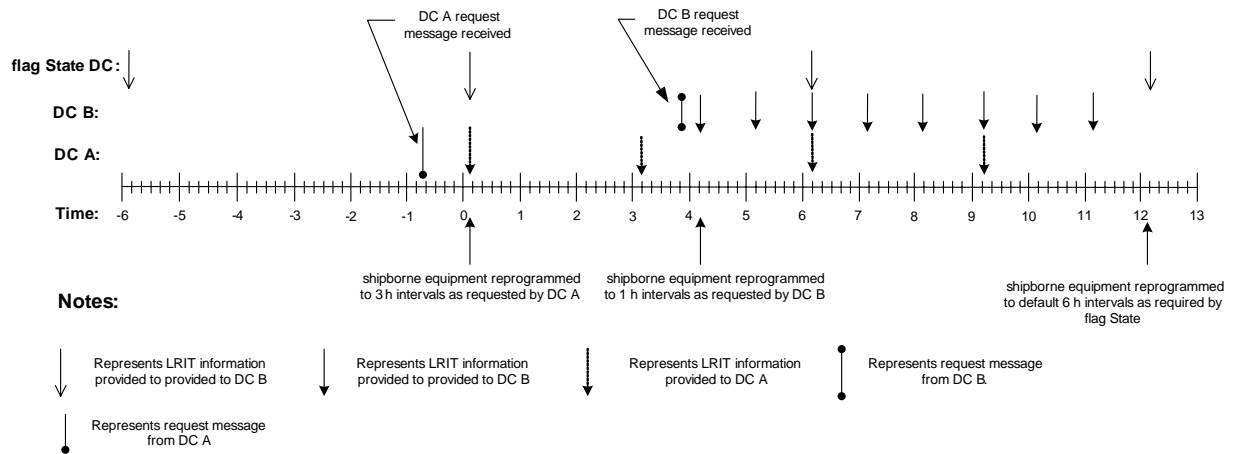 DC A request
message received
DC B request
message received
flag State DC:
DC B:
DC A:
Time:
-6 -5 -4 -3 -2 -1 0 1 2 3 4 5 6 7 8 9 10 11 12 13
shipborne equipment reprogrammed
to 3 h intervals as requested by DC A
shipborne equipment reprogrammed
to 1 h intervals as requested by DC B
shipborne equipment reprogrammed
to default 6 h intervals as required by
flag State
Notes:
Represents LRIT information
provided to provided to DC B
Represents LRIT information
provided to provided to DC B
Represents LRIT information
provided to DC A
Represents request message
from DC B.
Represents request message
from DC A